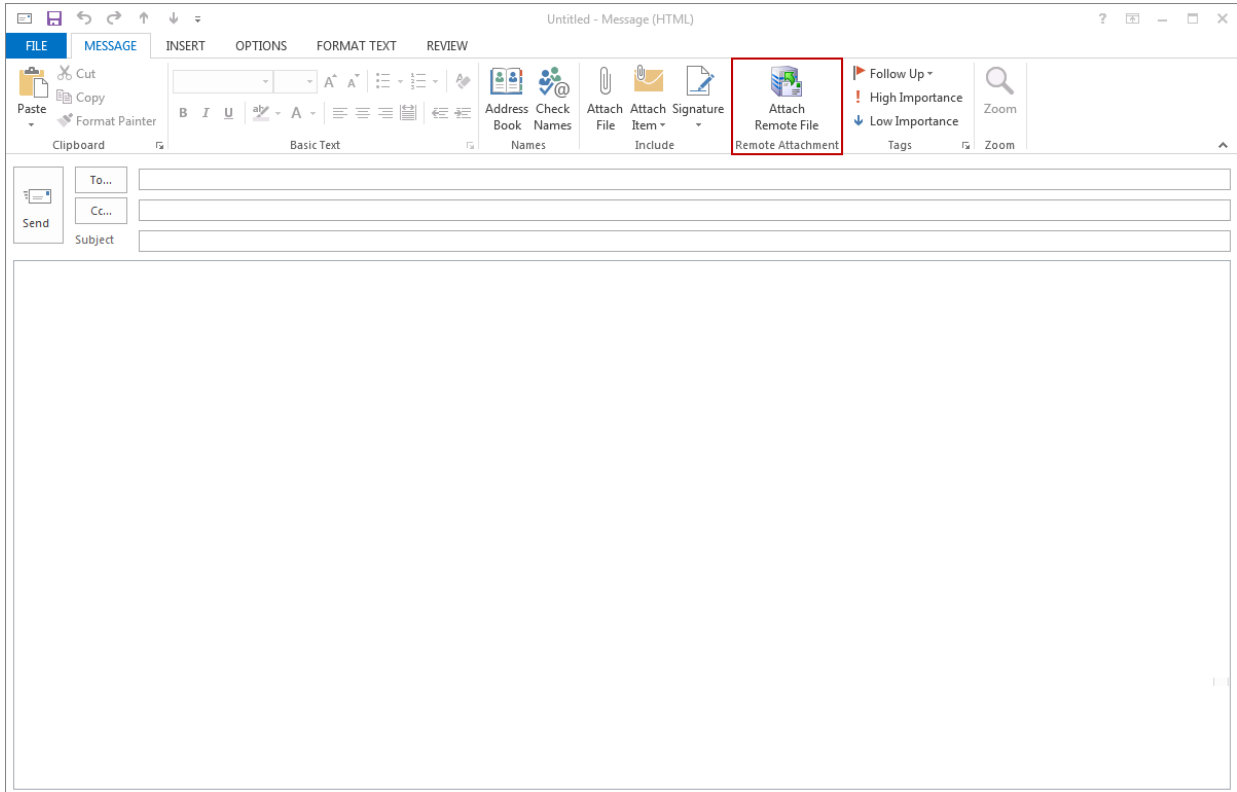 Untitled - Message (HTML)
?
FILE MESSAGE INSERT OPTIONS FORMAT TEXT REVIEW
Paste
Cut
Copy
Format Painter
Clipboard
A A
B I U aby A
Basic Text
Address Book
Check Names
Names
Attach File
Attach Item
Signature
Include
Attach
Remote File
Remote Attachment
Follow Up
! High Importance
Low Importance
Tags
Zoom
Zoom
Send
To...
Cc...
Subject